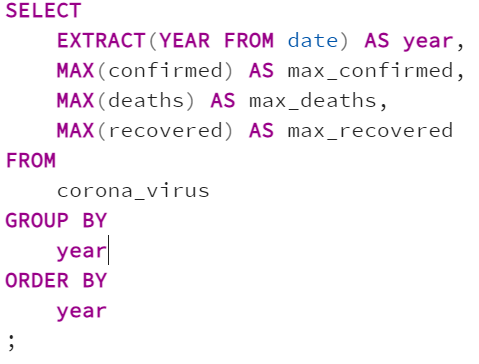 SELECT
    EXTRACT(YEAR FROM date) AS year,
    MAX(confirmed) AS max_confirmed,
    MAX(deaths) AS max_deaths,
    MAX(recovered) AS max_recovered
FROM
    corona_virus
GROUP BY
    year
ORDER BY
    year
;